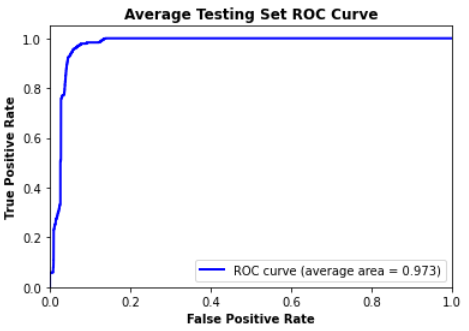 Average Testing Set ROC Curve
True Positive Rate
1.0
0.8
0.6
0.4
0.2
0.0
ROC curve (average area = 0.973)
0.0 0.2 0.4 0.6 0.8 1.0
False Positive Rate